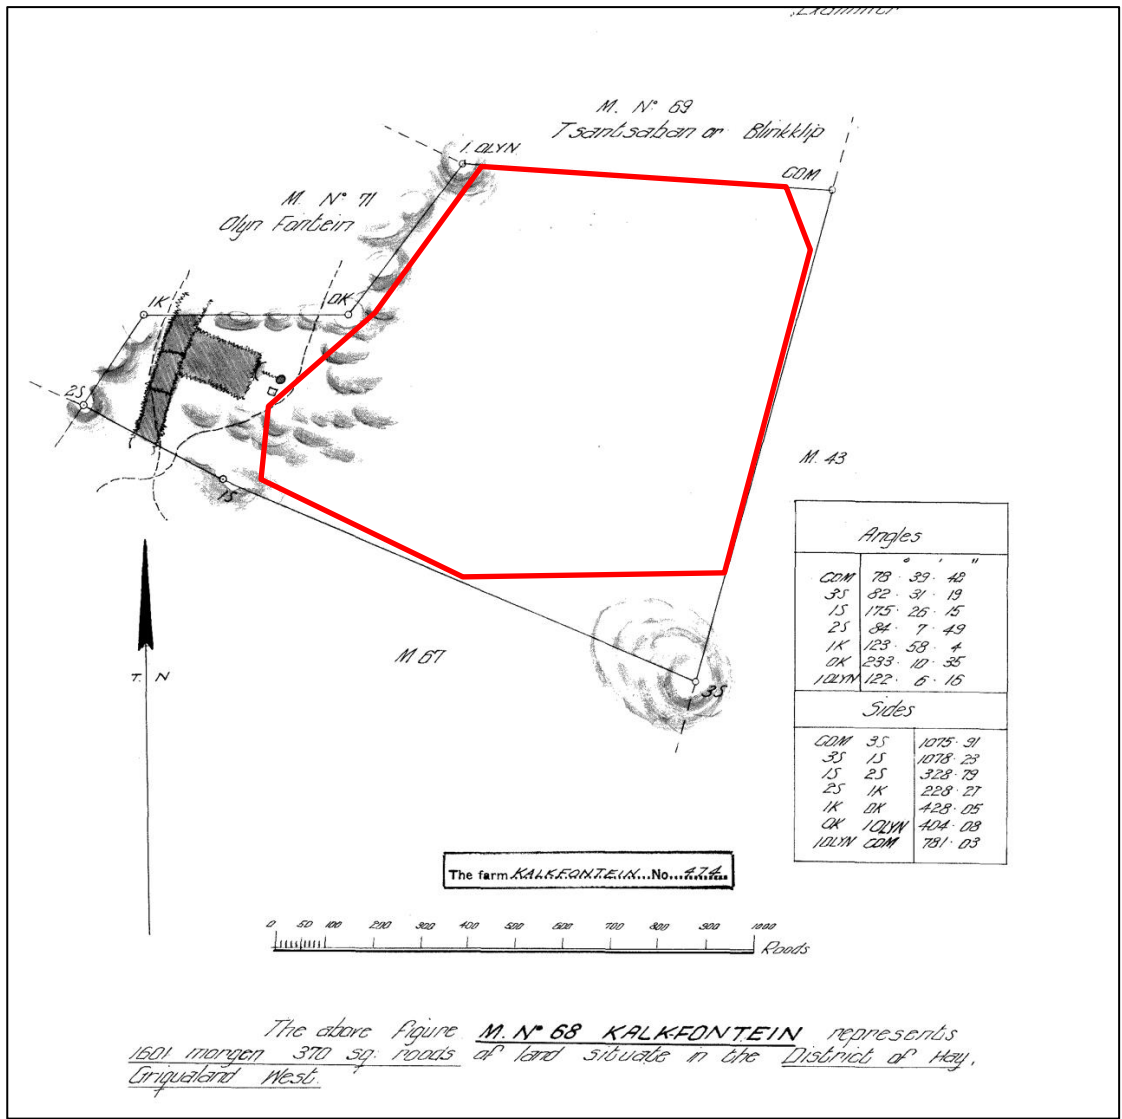 Examiner
M. Nº 69
Tsantsaban or Blinkklip
1. OLYN
COM
M. Nº 71
Olyn Fontein
1K
OK
2S
1S
M. 43
M 67
3S
T. N
Angles
° ' "
COM 78 · 39 · 42
3S 82 · 31 · 19
1S 175 · 26 · 15
2S 84 · 7 · 49
1K 123 · 58 · 4
OK 233 · 10 · 35
1OLYN 122 · 6 · 16
Sides
COM 3S 1075 · 91
3S 1S 1078 · 23
1S 2S 328 · 79
2S 1K 228 · 27
1K OK 428 · 05
OK 1OLYN 404 · 08
1OLYN COM 781 · 03
The farm KALKFONTEIN...No...474
0 50 100 200 300 400 500 600 700 800 900 1000
Roods
The above figure M. Nº 68 KALKFONTEIN represents
1601 morgen 370 sq: roods of land situate in the District of Hay,
Griqualand West.